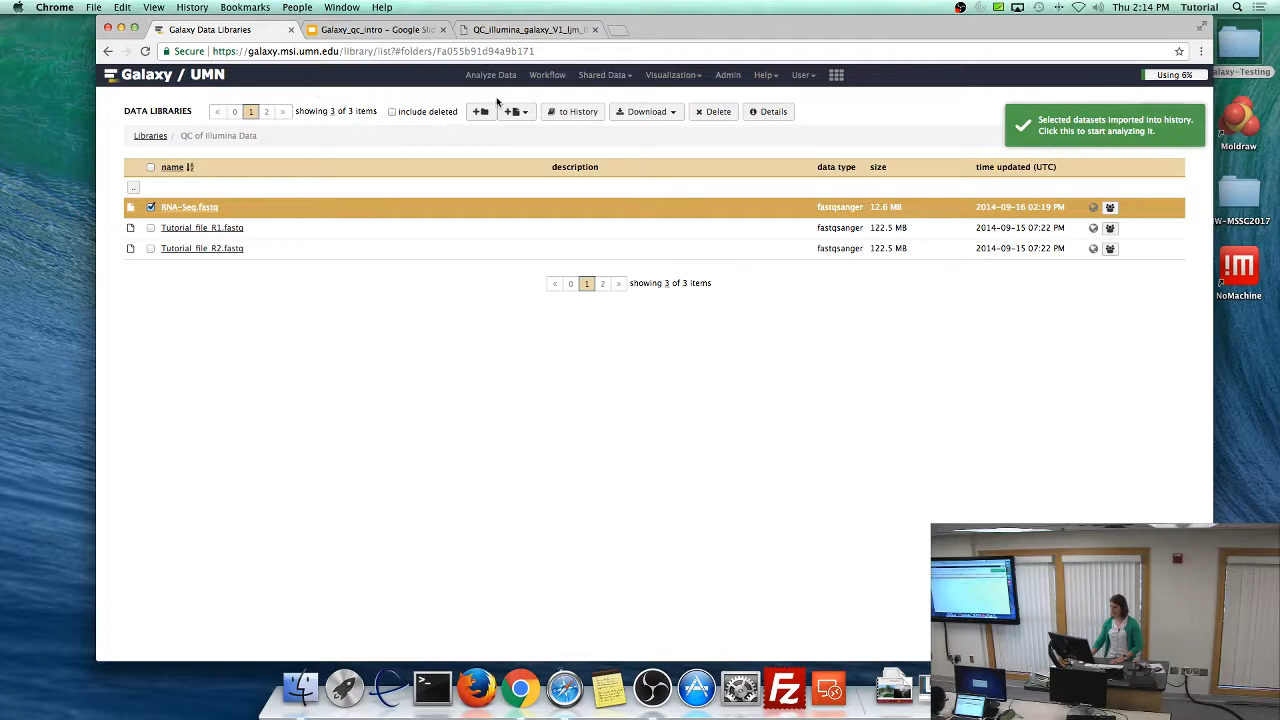 Chrome File Edit View History Bookmarks People Window Help Thu 2:14 PM Tutorial
Galaxy Data Libraries Galaxy_qc_intro – Google Slid QC_illumina_galaxy_V1_ljm_D
Secure https://galaxy.msi.umn.edu/library/list#folders/Fa055b91d94a9b171
Galaxy / UMN Analyze Data Workflow Shared Data Visualization Admin Help User Using 6%
DATA LIBRARIES « 0 1 2 » showing 3 of 3 items include deleted to History Download Delete Details
Selected datasets imported into history.
Click this to start analyzing it.
Libraries / QC of Illumina Data
name description data type size time updated (UTC)
..
RNA-Seq.fastq fastqsanger 12.6 MB 2014-09-16 02:19 PM
Tutorial_file_R1.fastq fastqsanger 122.5 MB 2014-09-15 07:22 PM
Tutorial_file_R2.fastq fastqsanger 122.5 MB 2014-09-15 07:22 PM
« 0 1 2 » showing 3 of 3 items
Galaxy-Testing
Moldraw
W-MSSC2017
!M
NoMachine
Fz